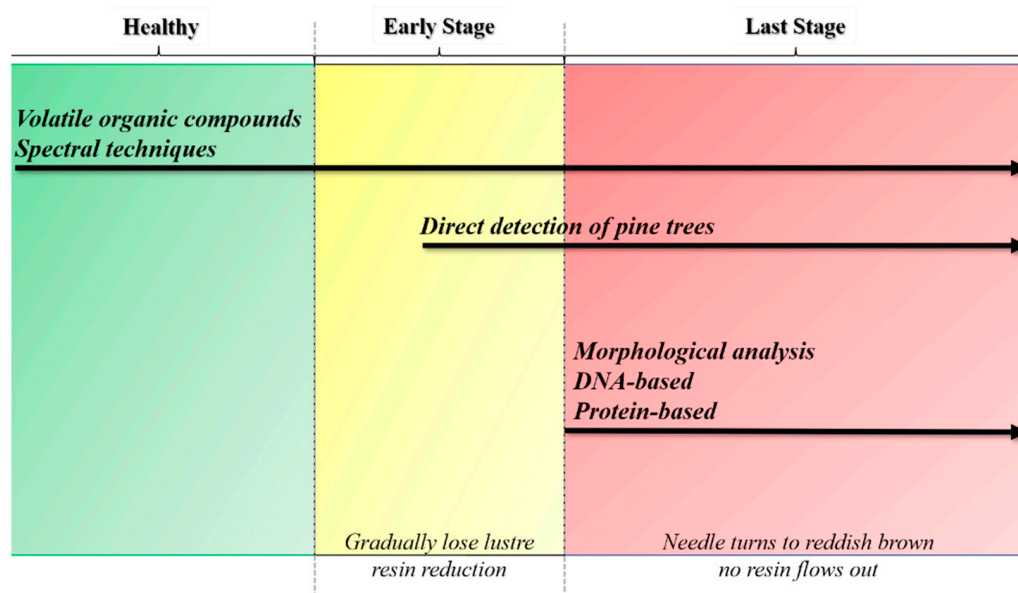 Healthy
Early Stage
Last Stage
Volatile organic compounds
Spectral techniques
Direct detection of pine trees
Morphological analysis
DNA-based
Protein-based
Gradually lose lustre
resin reduction
Needle turns to reddish brown
no resin flows out